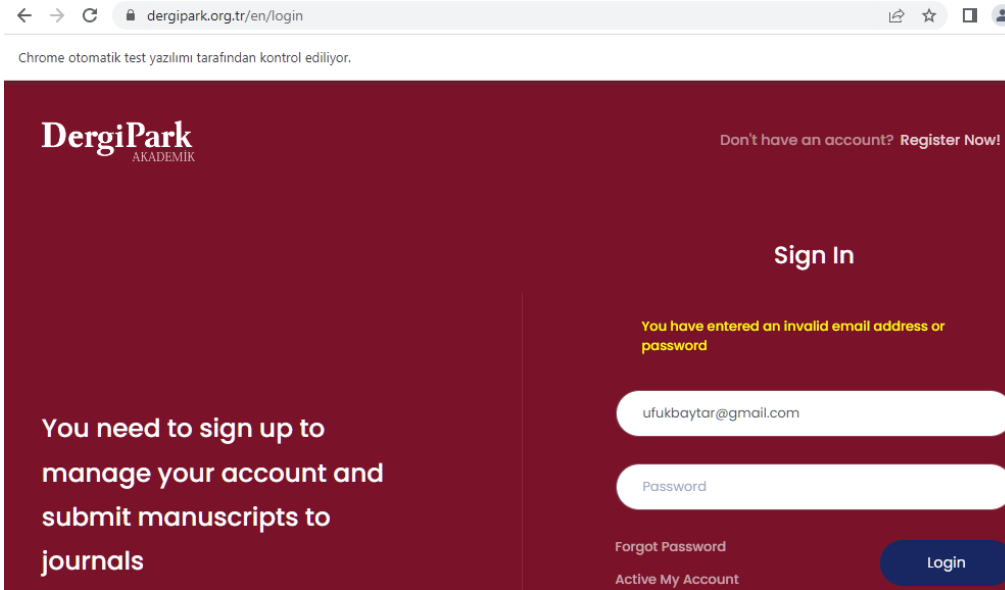 dergipark.org.tr/en/login
Chrome otomatik test yazılımı tarafından kontrol ediliyor.
DergiPark
AKADEMİK
Don't have an account? Register Now!
Sign In
You have entered an invalid email address or
password
ufukbaytar@gmail.com
Password
You need to sign up to
manage your account and
submit manuscripts to
journals
Forgot Password
Login
Active My Account